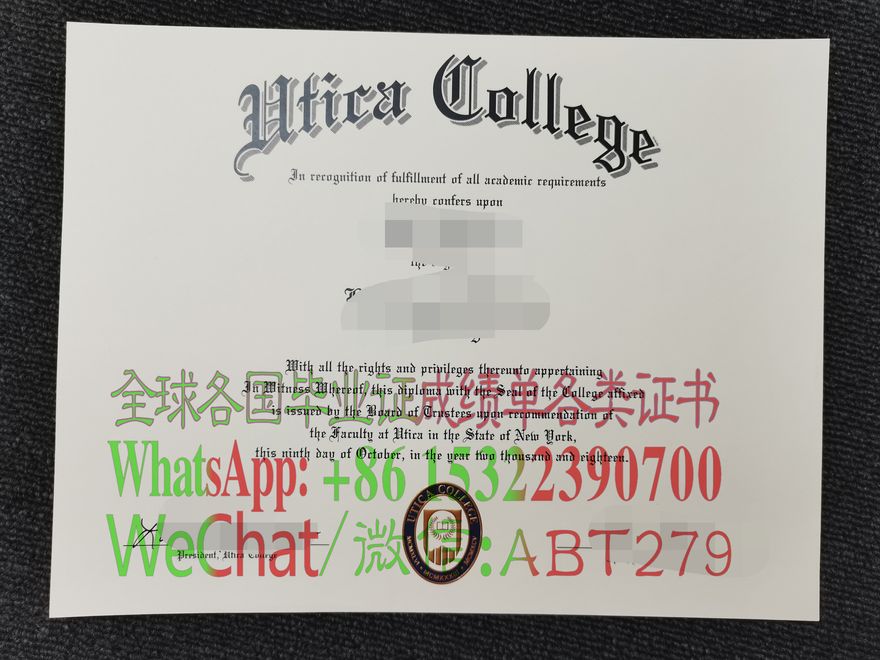 Utica College
In recognition of fulfillment of all academic requirements
hereby confers upon
With all the rights and privileges thereunto appertaining
In Witness Whereof, this diploma with the Seal of the College affixed
全球各国毕业证成绩单各类证书
is issued by the Board of Trustees upon recommendation of
the Faculty at Utica in the State of New York,
this ninth day of October, in the year two thousand and eighteen.
WhatsApp: +86 15322390700
UTICA COLLEGE
WeChat/微信:ABT279
President, Utica College